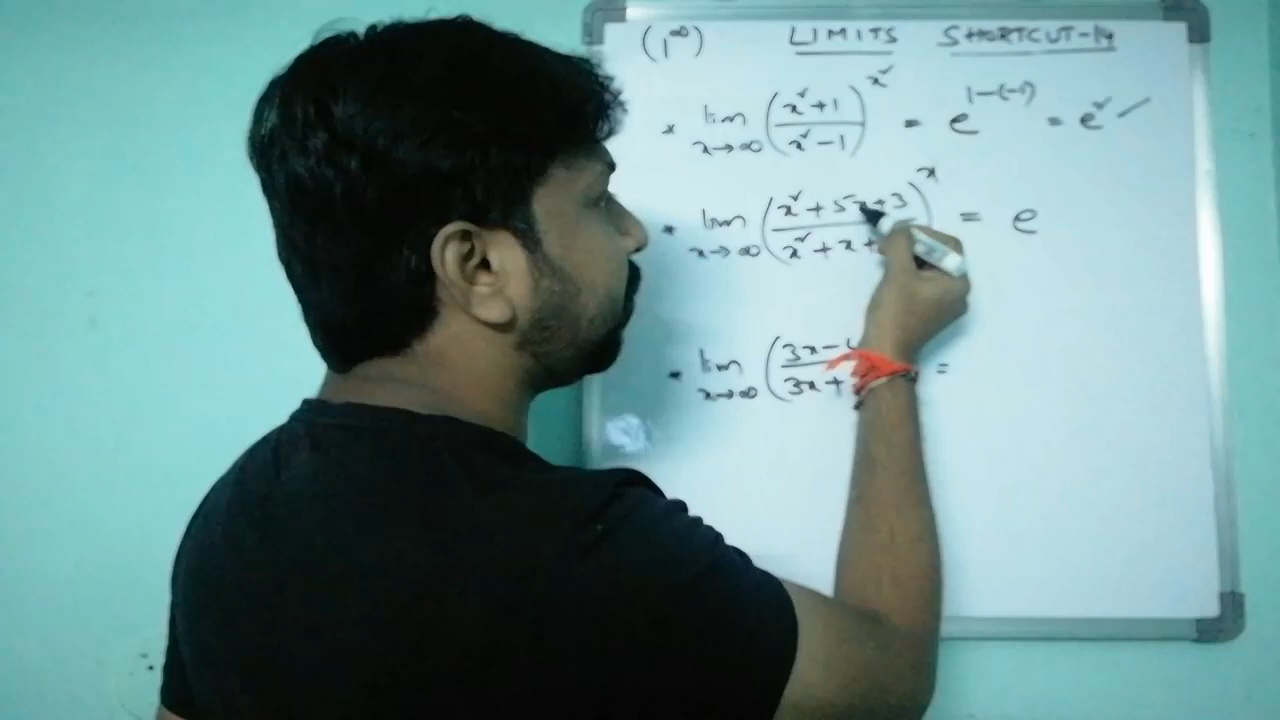 (1^∞) LIMITS SHORTCUT-14
* lim x→∞ (x²+1 / x²-1)^x² = e^1-(-1) = e²
* lim x→∞ (x²+5x+3 / x²+x+)^x = e
* lim x→∞ (3x- / 3x+ =